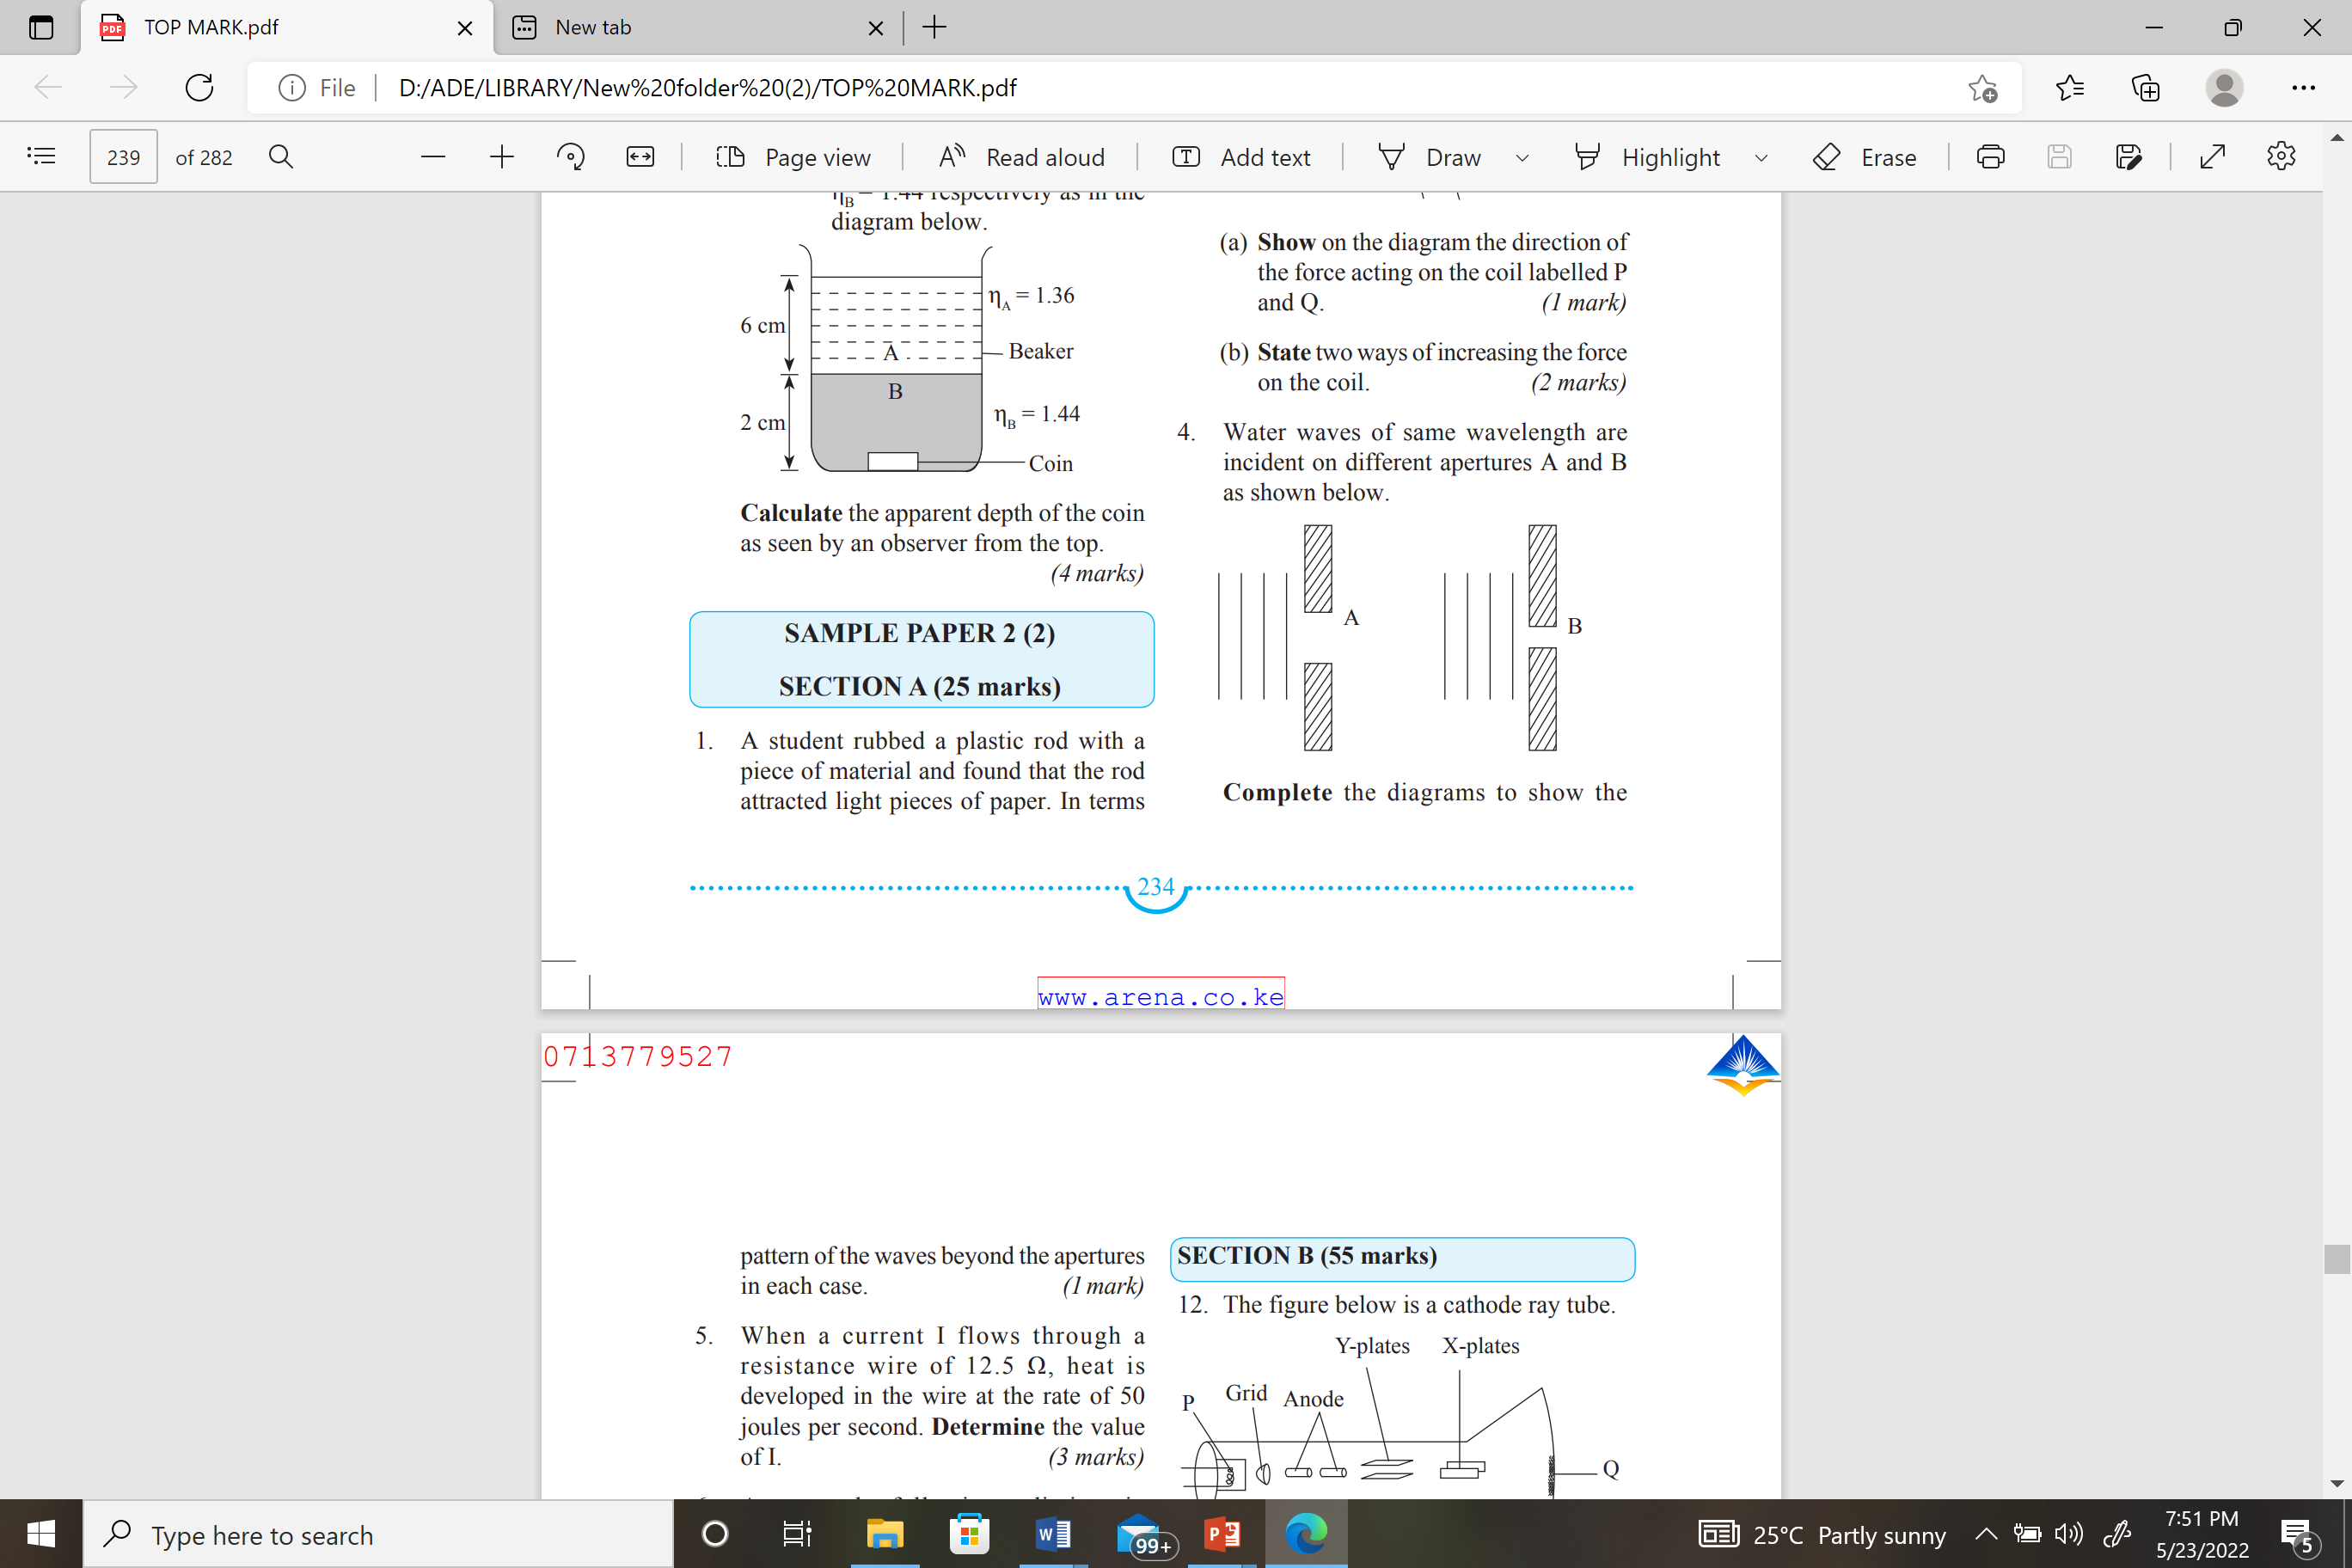 TOP MARK.pdf
New tab
File
D:/ADE/LIBRARY/New%20folder%20(2)/TOP%20MARK.pdf
239 of 282
Page view
Read aloud
Add text
Draw
Highlight
Erase
ηB = 1.44 respectively as in the
diagram below.
6 cm
ηA = 1.36
A
Beaker
B
2 cm
ηB = 1.44
Coin
Calculate the apparent depth of the coin
as seen by an observer from the top.
(4 marks)
SAMPLE PAPER 2 (2)
SECTION A (25 marks)
1. A student rubbed a plastic rod with a
piece of material and found that the rod
attracted light pieces of paper. In terms
(a) Show on the diagram the direction of
the force acting on the coil labelled P
and Q. (1 mark)
(b) State two ways of increasing the force
on the coil. (2 marks)
4. Water waves of same wavelength are
incident on different apertures A and B
as shown below.
A
B
Complete the diagrams to show the
234
www.arena.co.ke
0713779527
pattern of the waves beyond the apertures
in each case. (1 mark)
5. When a current I flows through a
resistance wire of 12.5 Ω, heat is
developed in the wire at the rate of 50
joules per second. Determine the value
of I. (3 marks)
SECTION B (55 marks)
12. The figure below is a cathode ray tube.
Y-plates X-plates
P Grid Anode
Q
Type here to search
99+
25°C Partly sunny
7:51 PM
5/23/2022
5